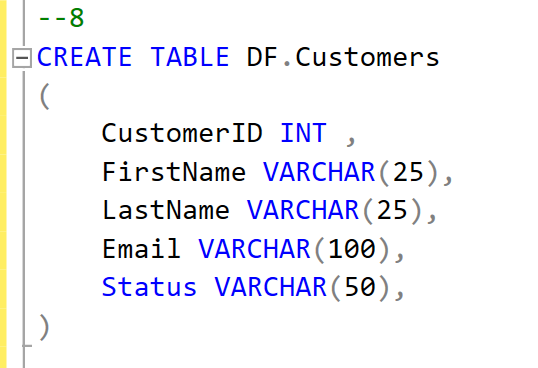 --8
CREATE TABLE DF.Customers
(
CustomerID INT ,
FirstName VARCHAR(25),
LastName VARCHAR(25),
Email VARCHAR(100),
Status VARCHAR(50),
)